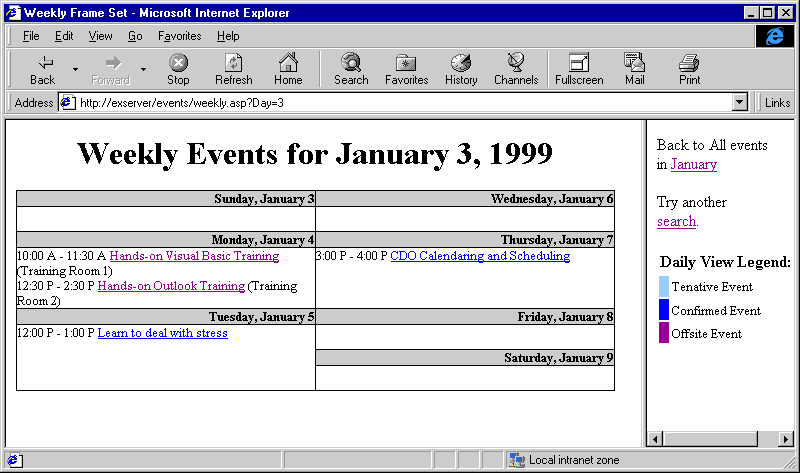 Weekly Frame Set - Microsoft Internet Explorer
File Edit View Go Favorites Help
Back Forward Stop Refresh Home Search Favorites History Channels Fullscreen Mail Print
Address http://exserver/events/weekly.asp?Day=3 Links
Weekly Events for January 3, 1999
Sunday, January 3
Wednesday, January 6
Monday, January 4
10:00 A - 11:30 A Hands-on Visual Basic Training
(Training Room 1)
12:30 P - 2:30 P Hands-on Outlook Training (Training
Room 2)
Thursday, January 7
3:00 P - 4:00 P CDO Calendaring and Scheduling
Tuesday, January 5
12:00 P - 1:00 P Learn to deal with stress
Friday, January 8
Saturday, January 9
Back to All events
in January
Try another
search.
Daily View Legend:
Tenative Event
Confirmed Event
Offsite Event
Local intranet zone